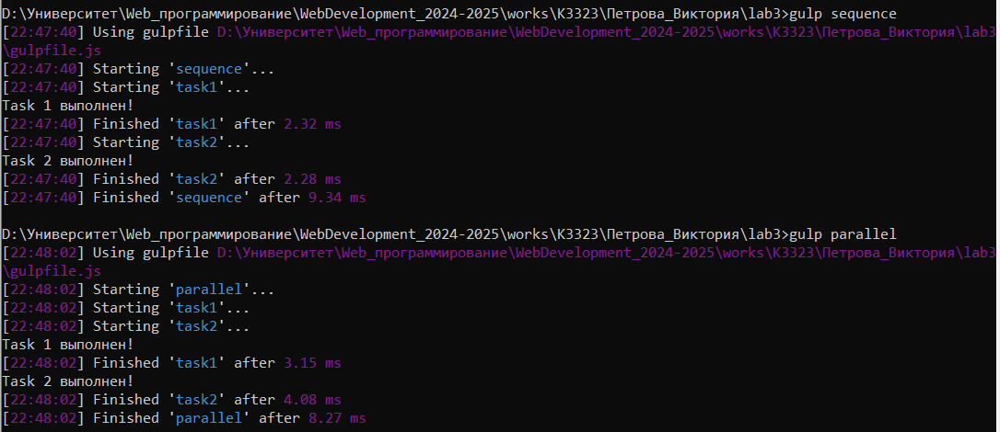 D:\Университет\Web_программирование\WebDevelopment_2024-2025\works\K3323\Петрова_Виктория\lab3>gulp sequence
[22:47:40] Using gulpfile D:\Университет\Web_программирование\WebDevelopment_2024-2025\works\K3323\Петрова_Виктория\lab3
\gulpfile.js
[22:47:40] Starting 'sequence'...
[22:47:40] Starting 'task1'...
Task 1 выполнен!
[22:47:40] Finished 'task1' after 2.32 ms
[22:47:40] Starting 'task2'...
Task 2 выполнен!
[22:47:40] Finished 'task2' after 2.28 ms
[22:47:40] Finished 'sequence' after 9.34 ms
D:\Университет\Web_программирование\WebDevelopment_2024-2025\works\K3323\Петрова_Виктория\lab3>gulp parallel
[22:48:02] Using gulpfile D:\Университет\Web_программирование\WebDevelopment_2024-2025\works\K3323\Петрова_Виктория\lab3
\gulpfile.js
[22:48:02] Starting 'parallel'...
[22:48:02] Starting 'task1'...
[22:48:02] Starting 'task2'...
Task 1 выполнен!
[22:48:02] Finished 'task1' after 3.15 ms
Task 2 выполнен!
[22:48:02] Finished 'task2' after 4.08 ms
[22:48:02] Finished 'parallel' after 8.27 ms